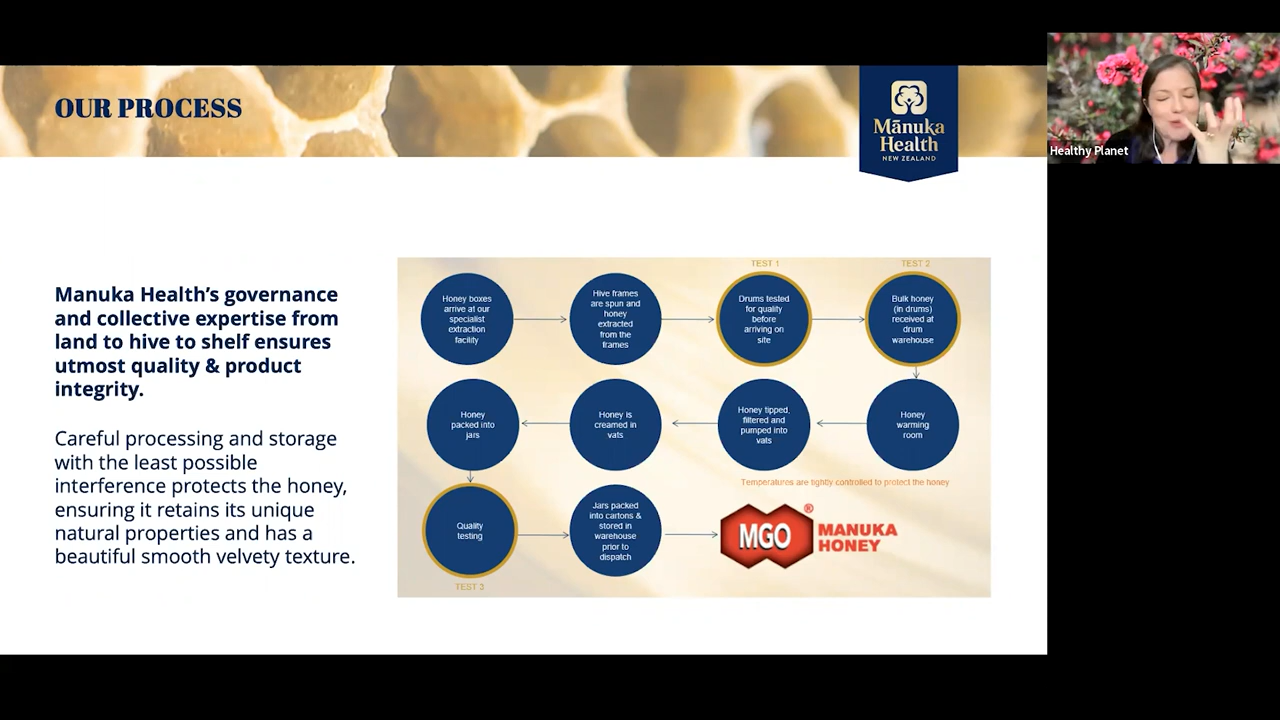 OUR PROCESS
Mānuka
Health
NEW ZEALAND
Healthy Planet
Manuka Health’s governance
and collective expertise from
land to hive to shelf ensures
utmost quality & product
integrity.
Careful processing and storage
with the least possible
interference protects the honey,
ensuring it retains its unique
natural properties and has a
beautiful smooth velvety texture.
TEST 1
TEST 2
Honey boxes
arrive at our
specialist
extraction
facility
Hive frames
are spun and
honey
extracted
from the
frames
Drums tested
for quality
before
arriving on
site
Bulk honey
(in drums)
received at
drum
warehouse
Honey
warming
room
Honey tipped,
filtered and
pumped into
vats
Honey is
creamed in
vats
Honey
packed into
jars
Temperatures are tightly controlled to protect the honey
Quality
testing
TEST 3
Jars packed
into cartons &
stored in
warehouse
prior to
dispatch
MGO®
MANUKA
HONEY